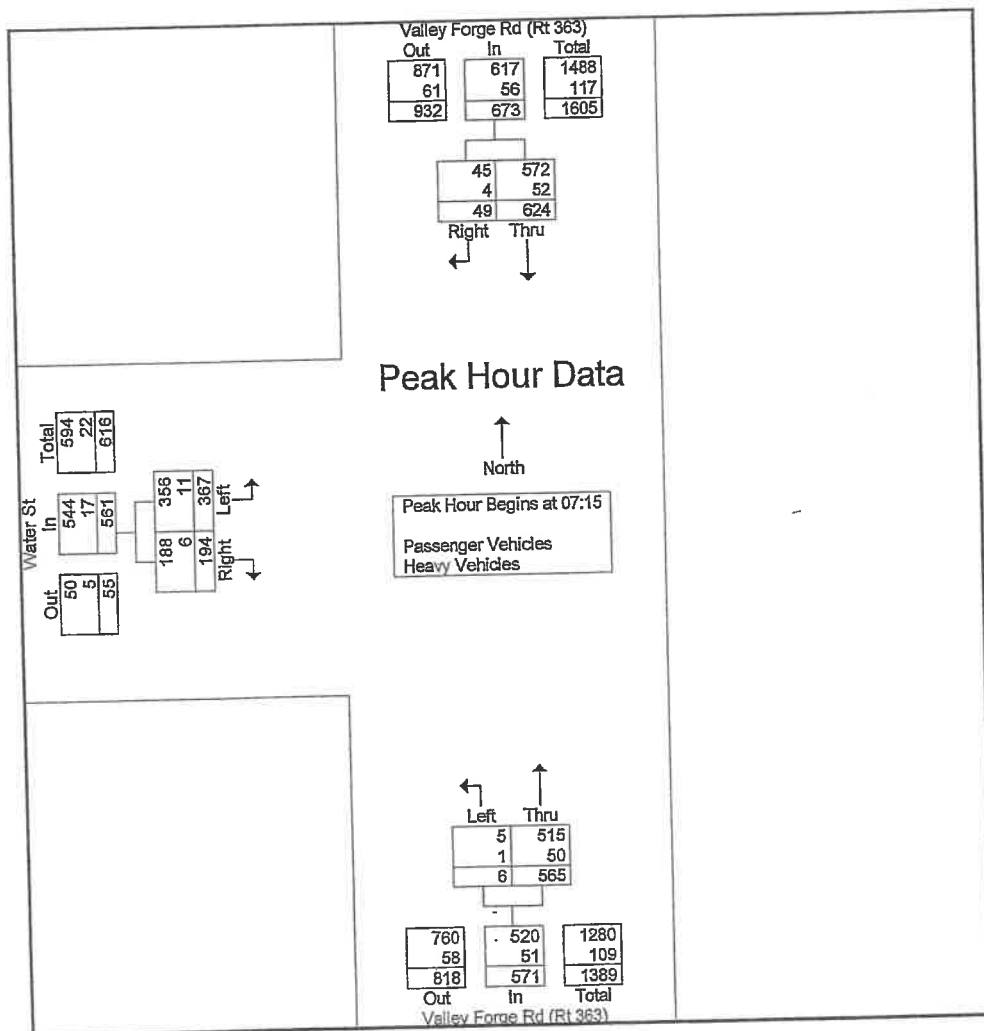 Valley Forge Rd (Rt 363)
Out In Total
871 617 1488
61 56 117
932 673 1605
45 572
4 52
49 624
Right Thru
Peak Hour Data
North
Peak Hour Begins at 07:15
Passenger Vehicles
Heavy Vehicles
Water St
Out In Total
50 544 594
5 17 22
55 561 616
188 356
6 11
194 367
Right Left
Left Thru
5 515
1 50
6 565
760 520 1280
58 51 109
818 571 1389
Out In Total
Valley Forge Rd (Rt 363)